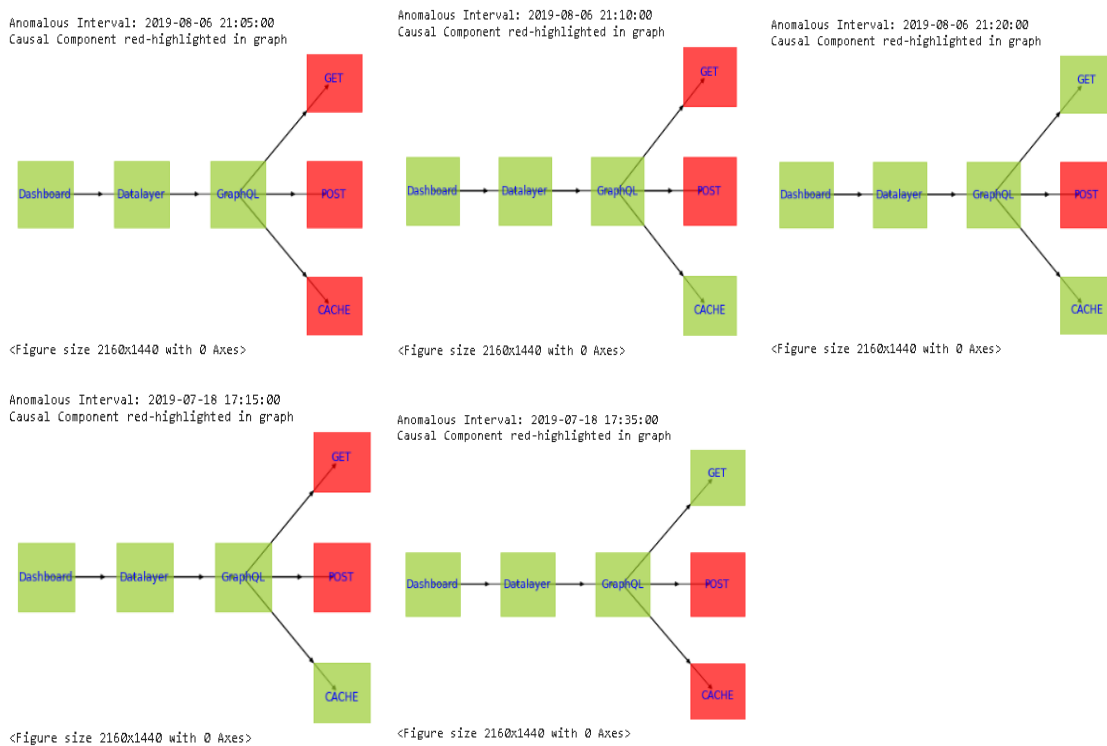 Anomalous Interval: 2019-08-06 21:05:00
Causal Component red-highlighted in graph
GET
Dashboard
Datalayer
GraphQL
POST
CACHE
<Figure size 2160x1440 with 0 Axes>
Anomalous Interval: 2019-08-06 21:10:00
Causal Component red-highlighted in graph
GET
Dashboard
Datalayer
GraphQL
POST
CACHE
<Figure size 2160x1440 with 0 Axes>
Anomalous Interval: 2019-08-06 21:20:00
Causal Component red-highlighted in graph
GET
Dashboard
Datalayer
GraphQL
POST
CACHE
<Figure size 2160x1440 with 0 Axes>
Anomalous Interval: 2019-07-18 17:15:00
Causal Component red-highlighted in graph
GET
Dashboard
Datalayer
GraphQL
POST
CACHE
<Figure size 2160x1440 with 0 Axes>
Anomalous Interval: 2019-07-18 17:35:00
Causal Component red-highlighted in graph
GET
Dashboard
Datalayer
GraphQL
POST
CACHE
<Figure size 2160x1440 with 0 Axes>